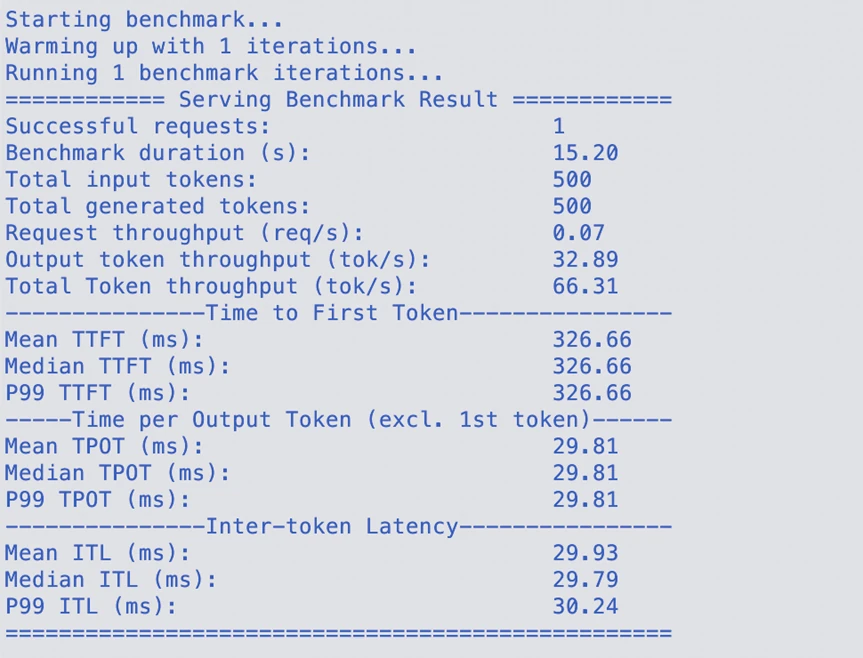 Starting benchmark...
Warming up with 1 iterations...
Running 1 benchmark iterations...
============ Serving Benchmark Result ============
Successful requests:                     1
Benchmark duration (s):                  15.20
Total input tokens:                      500
Total generated tokens:                  500
Request throughput (req/s):              0.07
Output token throughput (tok/s):         32.89
Total Token throughput (tok/s):          66.31
---------------Time to First Token----------------
Mean TTFT (ms):                          326.66
Median TTFT (ms):                        326.66
P99 TTFT (ms):                           326.66
-----Time per Output Token (excl. 1st token)------
Mean TPOT (ms):                          29.81
Median TPOT (ms):                        29.81
P99 TPOT (ms):                           29.81
---------------Inter-token Latency----------------
Mean ITL (ms):                           29.93
Median ITL (ms):                         29.79
P99 ITL (ms):                            30.24
==================================================